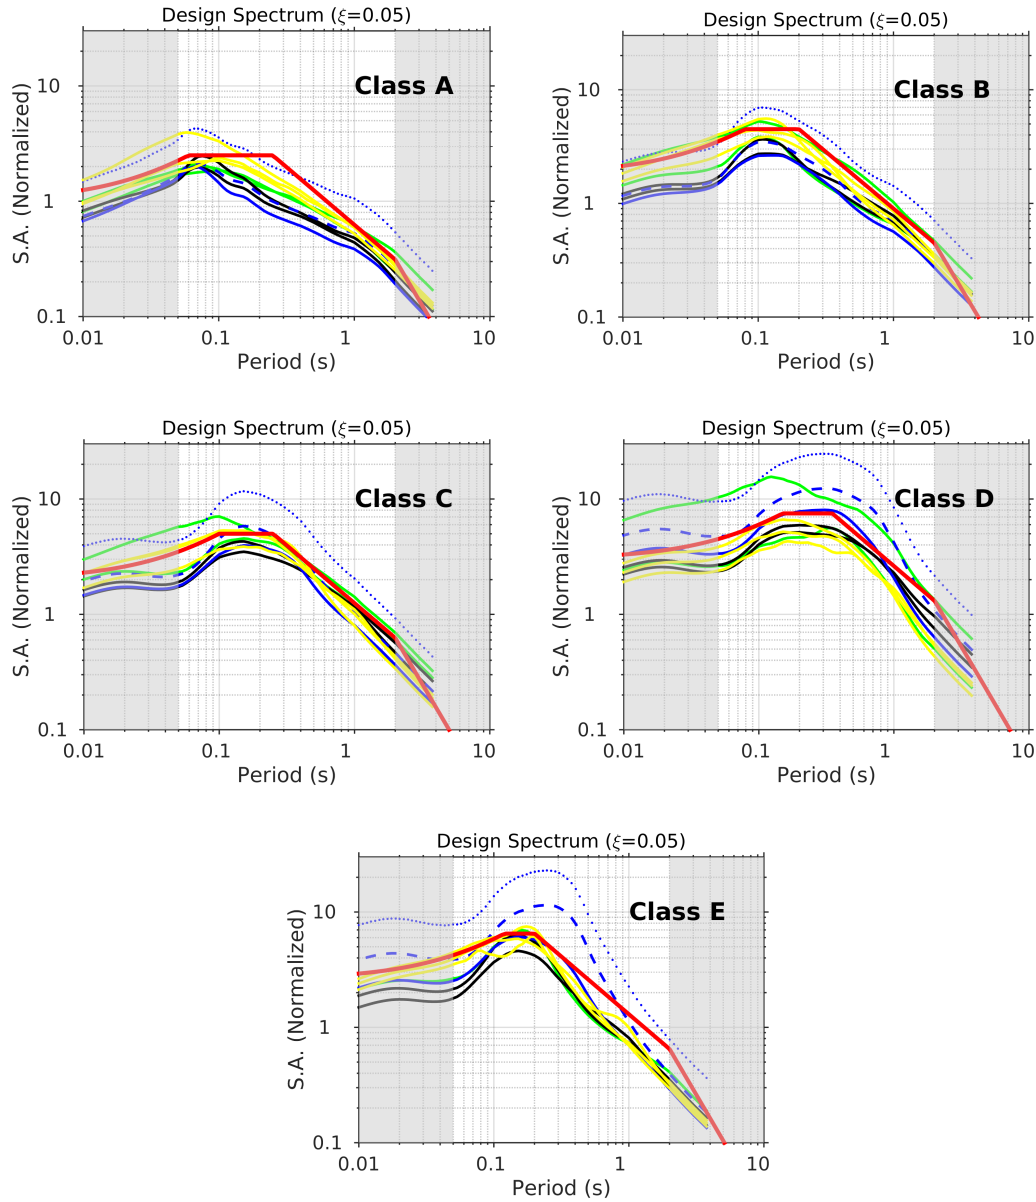 Design Spectrum (ξ=0.05)
Design Spectrum (ξ=0.05)
S.A. (Normalized)
10
1
0.1
Class A
0.01
0.1
1
10
Period (s)
S.A. (Normalized)
10
1
0.1
Class B
0.01
0.1
1
10
Period (s)
Design Spectrum (ξ=0.05)
Design Spectrum (ξ=0.05)
S.A. (Normalized)
10
1
0.1
Class C
0.01
0.1
1
10
Period (s)
S.A. (Normalized)
10
1
0.1
Class D
0.01
0.1
1
10
Period (s)
Design Spectrum (ξ=0.05)
S.A. (Normalized)
10
1
0.1
Class E
0.01
0.1
1
10
Period (s)